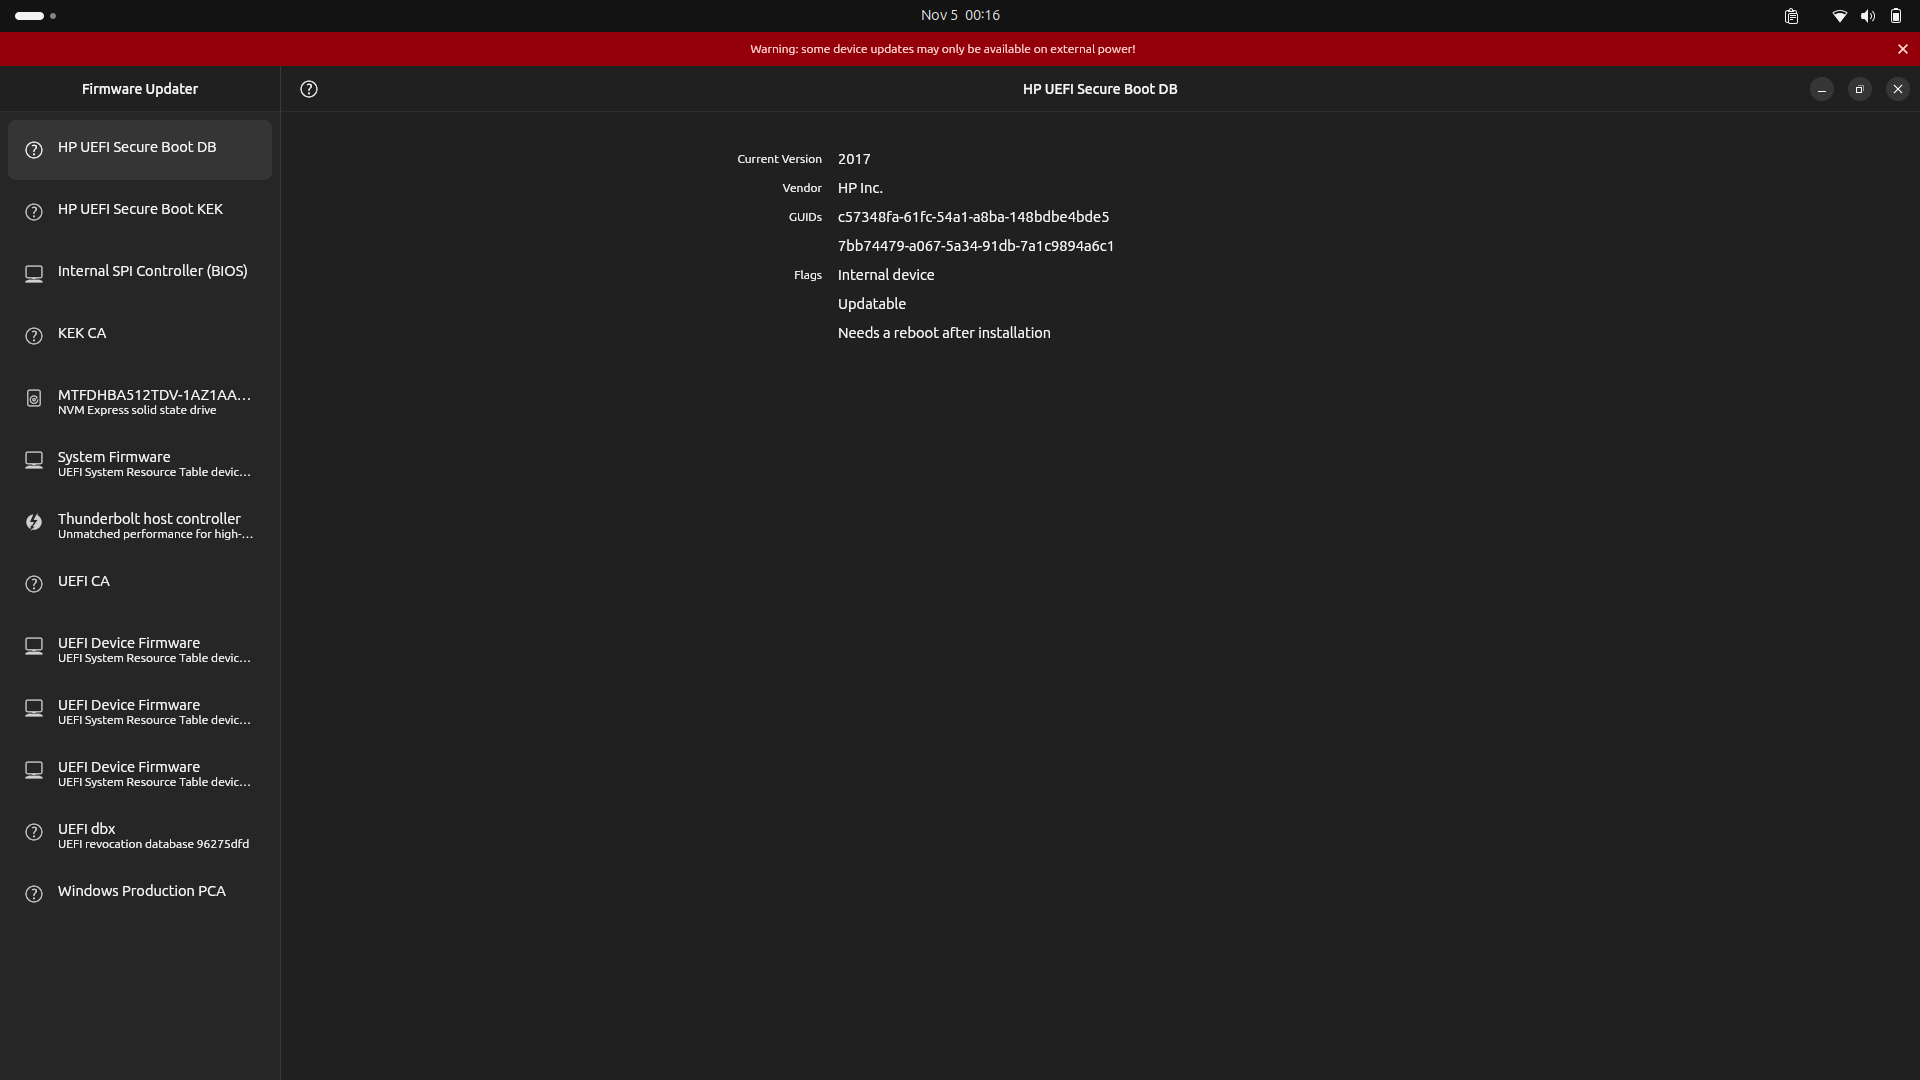 Nov 5 00:16
Warning: some device updates may only be available on external power!
Firmware Updater
HP UEFI Secure Boot DB
HP UEFI Secure Boot DB
HP UEFI Secure Boot KEK
Internal SPI Controller (BIOS)
KEK CA
MTFDHBA512TDV-1AZ1AA…
NVM Express solid state drive
System Firmware
UEFI System Resource Table devic…
Thunderbolt host controller
Unmatched performance for high-…
UEFI CA
UEFI Device Firmware
UEFI System Resource Table devic…
UEFI Device Firmware
UEFI System Resource Table devic…
UEFI Device Firmware
UEFI System Resource Table devic…
UEFI dbx
UEFI revocation database 96275dfd
Windows Production PCA
Current Version 2017
Vendor HP Inc.
GUIDs c57348fa-61fc-54a1-a8ba-148bdbe4bde5
7bb74479-a067-5a34-91db-7a1c9894a6c1
Flags Internal device
Updatable
Needs a reboot after installation